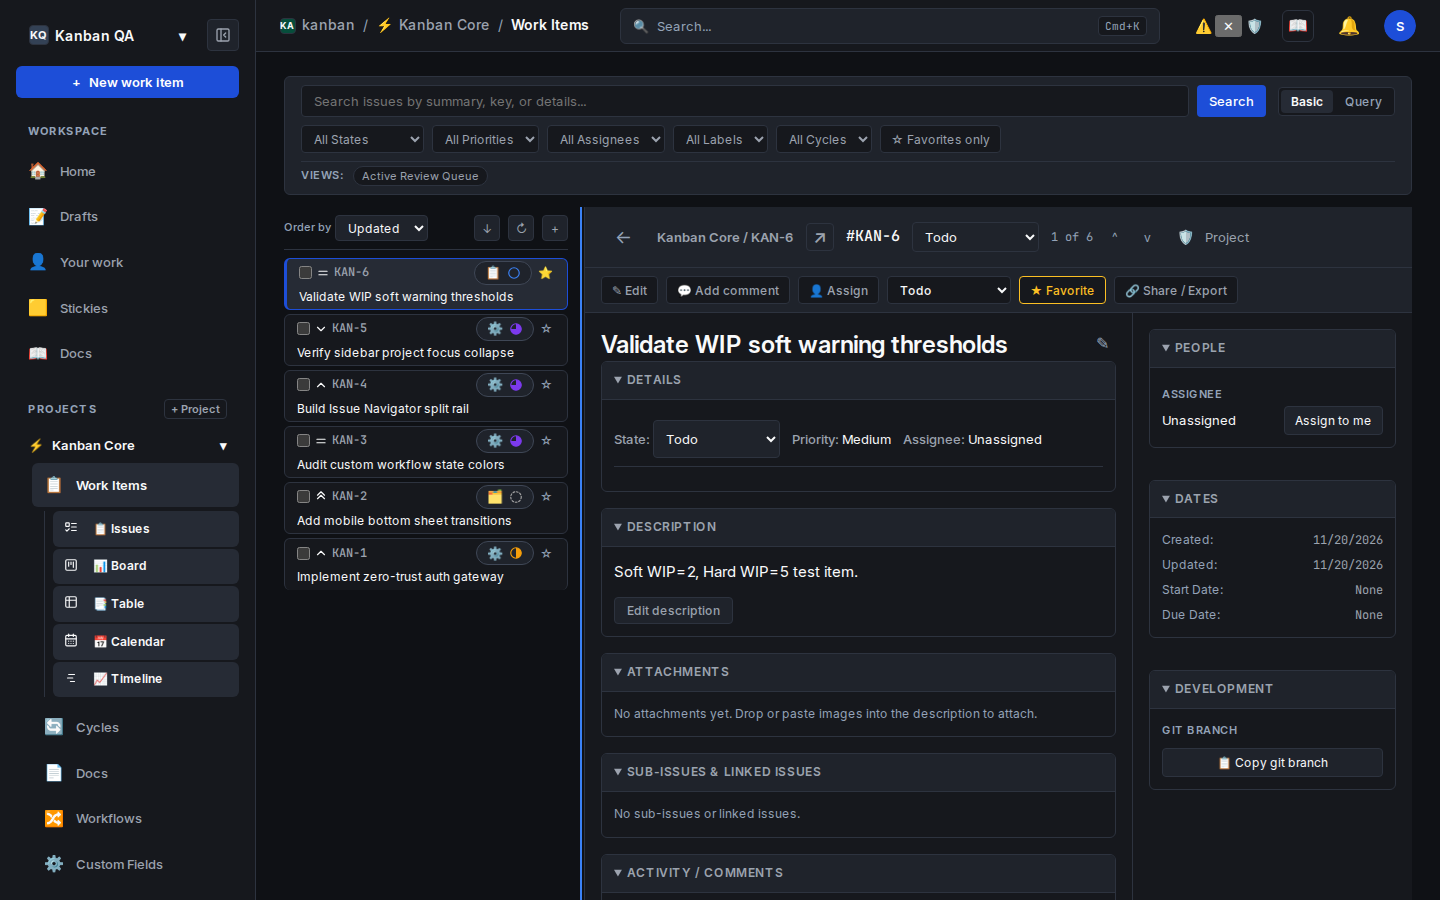 KQ Kanban QA ▼
+ New work item
WORKSPACE
Home
Drafts
Your work
Stickies
Docs
PROJECTS
+ Project
Kanban Core ▼
Work Items
Issues
Board
Table
Calendar
Timeline
Cycles
Docs
Workflows
Custom Fields
KA kanban / ⚡ Kanban Core / Work Items
Search...
Cmd+K
✕
S
Search issues by summary, key, or details...
Search
Basic
Query
All States
All Priorities
All Assignees
All Labels
All Cycles
☆ Favorites only
VIEWS:
Active Review Queue
Order by
Updated
↓
↻
+
KAN-6
Validate WIP soft warning thresholds
KAN-5
Verify sidebar project focus collapse
KAN-4
Build Issue Navigator split rail
KAN-3
Audit custom workflow state colors
KAN-2
Add mobile bottom sheet transitions
KAN-1
Implement zero-trust auth gateway
← Kanban Core / KAN-6
#KAN-6
Todo
1 of 6
^
v
Project
✎ Edit
Add comment
Assign
Todo
★ Favorite
Share / Export
Validate WIP soft warning thresholds
▼ DETAILS
State: Todo
Priority: Medium
Assignee: Unassigned
▼ DESCRIPTION
Soft WIP=2, Hard WIP=5 test item.
Edit description
▼ ATTACHMENTS
No attachments yet. Drop or paste images into the description to attach.
▼ SUB-ISSUES & LINKED ISSUES
No sub-issues or linked issues.
▼ ACTIVITY / COMMENTS
▼ PEOPLE
ASSIGNEE
Unassigned
Assign to me
▼ DATES
Created: 11/20/2026
Updated: 11/20/2026
Start Date: None
Due Date: None
▼ DEVELOPMENT
GIT BRANCH
Copy git branch